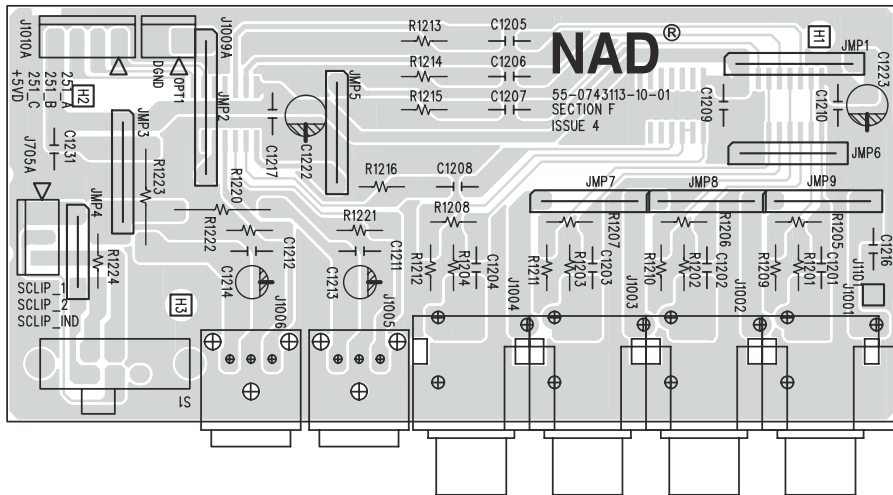 J1010A
J1009A
R1213
C1205
NAD®
H1
JMP1
+5VD
251_C
251_B
251_A
H2
DGND
OPT1
R1214
C1206
C1223
JMP3
JMP2
JMP5
R1215
C1207
55-0743113-10-01
SECTION F
ISSUE 4
C1209
C1210
J705A
C1231
C1217
C1222
JMP6
R1223
R1216
C1208
JMP4
R1220
JMP7
JMP8
JMP9
R1222
R1221
R1208
R1207
R1206
R1205
R1224
C1212
C1211
R1212
R1204
C1204
R1211
R1203
C1203
R1210
R1202
C1202
R1209
R1201
C1201
C1216
C1214
C1213
J1101
SCLIP_1
SCLIP_2
SCLIP_IND
H3
J1006
J1005
J1004
J1003
J1002
J1001
S1